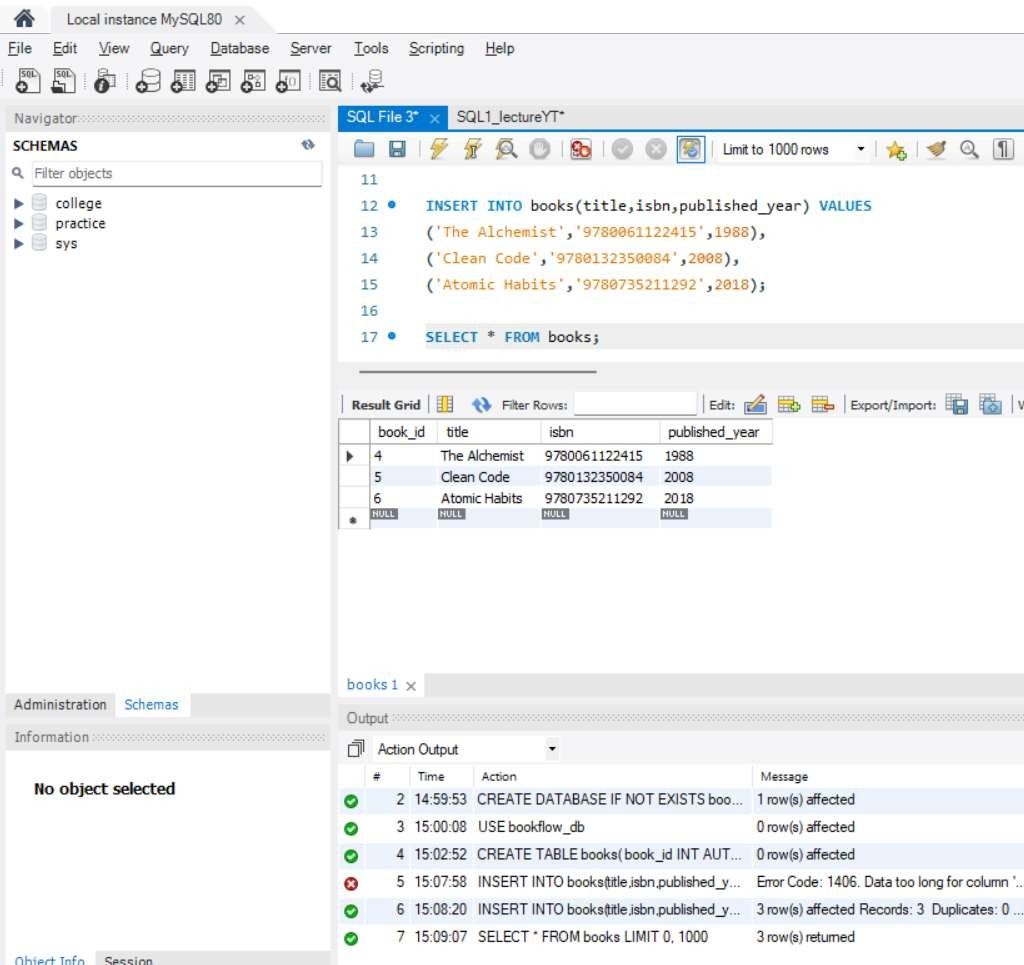 Local instance MySQL80
File Edit View Query Database Server Tools Scripting Help
Navigator
SCHEMAS
Filter objects
college
practice
sys
Administration Schemas
Information
No object selected
Object Info Session
SQL File 3* SQL1_lectureYT*
Limit to 1000 rows
11
12 INSERT INTO books(title,isbn,published_year) VALUES
13 ('The Alchemist','9780061122415',1988),
14 ('Clean Code','9780132350084',2008),
15 ('Atomic Habits','9780735211292',2018);
16
17 SELECT * FROM books;
Result Grid Filter Rows: Edit: Export/Import:
book_id title isbn published_year
4 The Alchemist 9780061122415 1988
5 Clean Code 9780132350084 2008
6 Atomic Habits 9780735211292 2018
NULL NULL NULL NULL
books 1
Output
Action Output
# Time Action Message
2 14:59:53 CREATE DATABASE IF NOT EXISTS boo... 1 row(s) affected
3 15:00:08 USE bookflow_db 0 row(s) affected
4 15:02:52 CREATE TABLE books( book_id INT AUT... 0 row(s) affected
5 15:07:58 INSERT INTO books(title,isbn,published_y... Error Code: 1406. Data too long for column '...
6 15:08:20 INSERT INTO books(title,isbn,published_y... 3 row(s) affected Records: 3 Duplicates: 0 ...
7 15:09:07 SELECT * FROM books LIMIT 0, 1000 3 row(s) returned